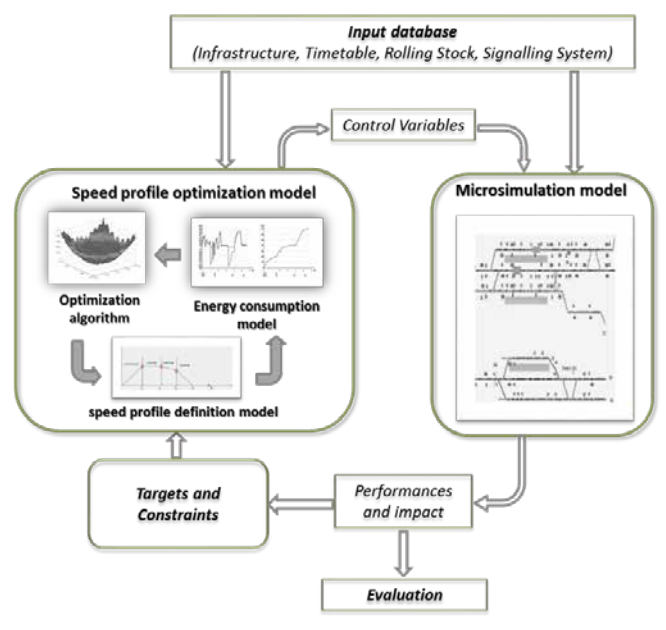 Input database
(Infrastructure, Timetable, Rolling Stock, Signalling System)
Control Variables
Speed profile optimization model
Microsimulation model
Optimization
algorithm
Energy consumption
model
speed profile definition model
Targets and
Constraints
Performances
and impact
Evaluation